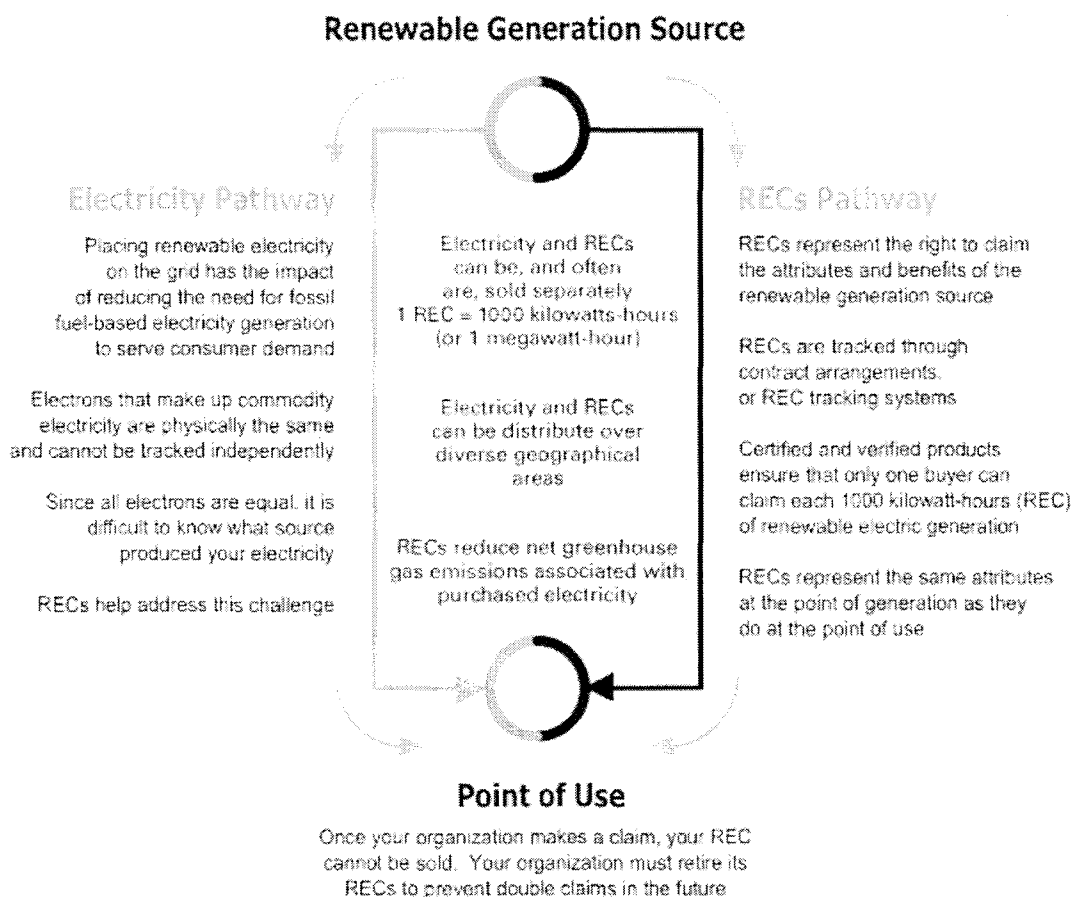 Renewable Generation Source
Electricity Pathway
Placing renewable electricity
on the grid has the impact
of reducing the need for fossil
fuel-based electricity generation
to serve consumer demand
Electrons that make up commodity
electricity are physically the same
and cannot be tracked independently
Since all electrons are equal, it is
difficult to know what source
produced your electricity
RECs help address this challenge
Electricity and RECs
can be, and often
are, sold separately
1 REC = 1000 kilowatts-hours
(or 1 megawatt-hour)
Electricity and RECs
can be distribute over
diverse geographical
areas
RECs reduce net greenhouse
gas emissions associated with
purchased electricity
RECs Pathway
RECs represent the right to claim
the attributes and benefits of the
renewable generation source
RECs are tracked through
contract arrangements,
or REC tracking systems
Certified and verified products
ensure that only one buyer can
claim each 1000 kilowatt-hours (REC)
of renewable electric generation
RECs represent the same attributes
at the point of generation as they
do at the point of use
Point of Use
Once your organization makes a claim, your REC
cannot be sold. Your organization must retire its
RECs to prevent double claims in the future